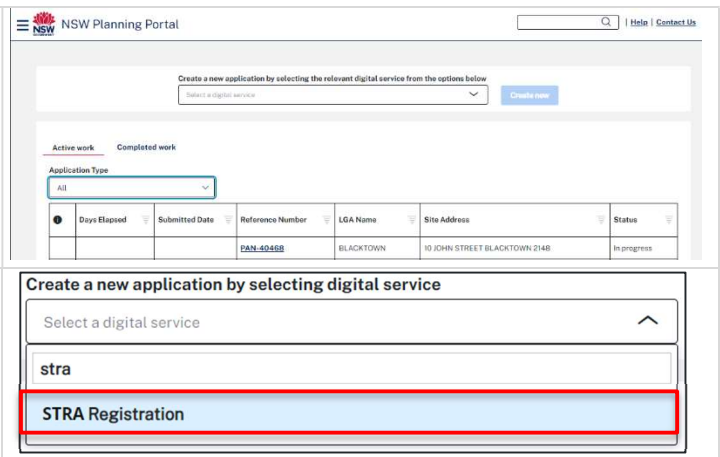 NSW Planning Portal
NSW
| Help | Contact Us
Create a new application by selecting the relevant digital service from the options below
Select a digital service
Create new
Active work Completed work
Application Type
All
Days Elapsed Submitted Date Reference Number LGA Name Site Address Status
PAN-40468 BLACKTOWN 10 JOHN STREET BLACKTOWN 2148 In progress
Create a new application by selecting digital service
Select a digital service
stra
STRA Registration